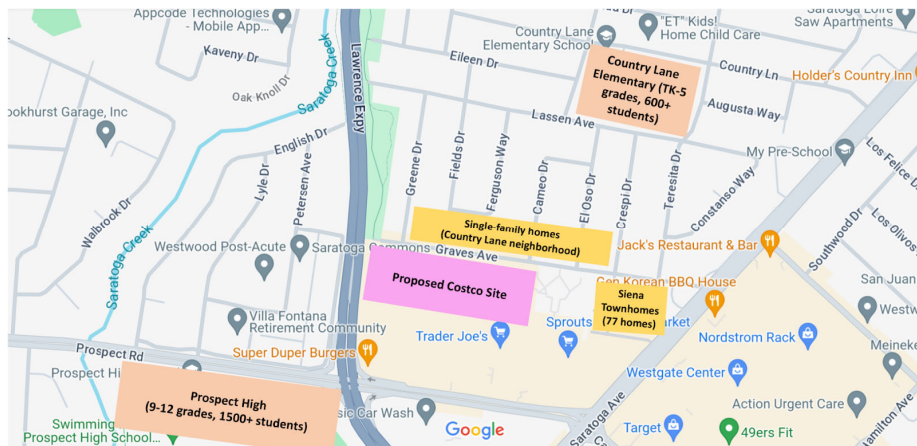 Appcode Technologies
- Mobile App...
Kaveny Dr
Oak Knoll Dr
Saratoga Creek
ookhurst Garage, Inc
English Dr
Lyle Dr
Petersen Ave
Walbrook Dr
Saratoga Creek
Westwood Post-Acute
Villa Fontana
Retirement Community
Prospect Rd
Prospect Hi
Prospect High
(9-12 grades, 1500+ students)
Swimming
Prospect High School...
Lawrence Expy
Eileen Dr
Country Lane
Elementary School
"ET" Kids!
Home Child Care
Saratoga Loire
Saw Apartments
Country Lane
Elementary (TK-5
grades, 600+
students)
Country Ln
Holder's Country Inn
Augusta Way
Lassen Ave
My Pre-School
Los Felice Dr
Greene Dr
Fields Dr
Ferguson Way
Cameo Dr
El Oso Dr
Crespi Dr
Teresita Dr
Constanso Way
Southwood Dr
Los Olivos
Single-family homes
(Country Lane neighborhood)
Jack's Restaurant & Bar
Saratoga Commons
Graves Ave
Proposed Costco Site
Gen Korean BBQ House
San Juan
Siena
Townhomes
(77 homes)
Westw
Trader Joe's
Sprouts
arket
Nordstrom Rack
Super Duper Burgers
Meineke
Westgate Center
sic Car Wash
Google
Saratoga Ave
Action Urgent Care
Target
49ers Fit
Hamilton Ave